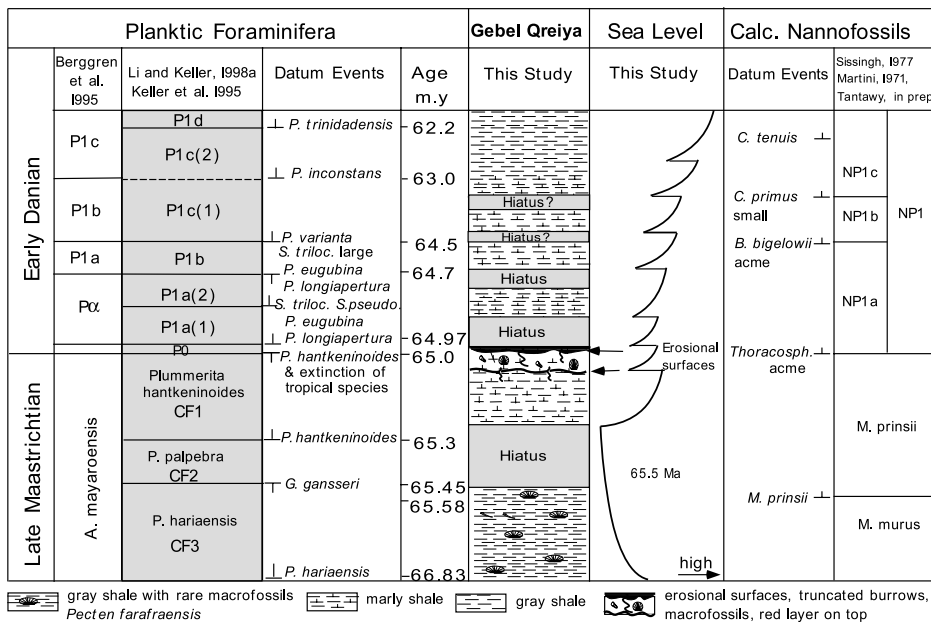 Planktic Foraminifera
Gebel Qreiya
Sea Level
Calc. Nannofossils
Berggren
et al.
l995
Li and Keller, l998a
Keller et al. l995
Datum Events
Age
m.y
This Study
This Study
Datum Events
Sissingh, l977
Martini, l971,
Tantawy, in prep
Early Danian
Late Maastrichtian
P1c
P1b
P1a
Pα
A. mayaroensis
P1d
P1c(2)
P1c(1)
P1b
P1a(2)
P1a(1)
P0
Plummerita
hantkeninoides
CF1
P. palpebra
CF2
P. hariaensis
CF3
P. trinidadensis
P. inconstans
P. varianta
S. triloc. large
P. eugubina
P. longiapertura
S. triloc. S.pseudo.
P. eugubina
P. longiapertura
P. hantkeninoides
& extinction of
tropical species
P.hantkeninoides
G. gansseri
P. hariaensis
62.2
63.0
64.5
64.7
64.97
65.0
65.3
65.45
65.58
66.83
Hiatus?
Hiatus?
Hiatus
Hiatus
Hiatus
Erosional
surfaces
65.5 Ma
high
C. tenuis
C. primus
small
B. bigelowii
acme
Thoracosph.
acme
M. prinsii
NP1c
NP1b
NP1a
NP1
M. prinsii
M. murus
gray shale with rare macrofossils
Pecten farafraensis
marly shale
gray shale
erosional surfaces, truncated burrows,
macrofossils, red layer on top